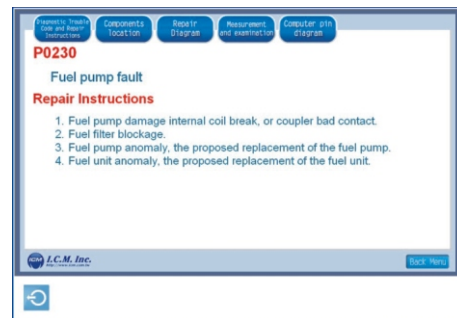 Diagnostic Trouble
Code and Repair
Instructions
Components
location
Repair
Diagram
Measurement
and examination
Computer pin
diagram
P0230
Fuel pump fault
Repair Instructions
1. Fuel pump damage internal coil break, or coupler bad contact.
2. Fuel filter blockage.
3. Fuel pump anomaly, the proposed replacement of the fuel pump.
4. Fuel unit anomaly, the proposed replacement of the fuel unit.
I.C.M. Inc.
Back Menu